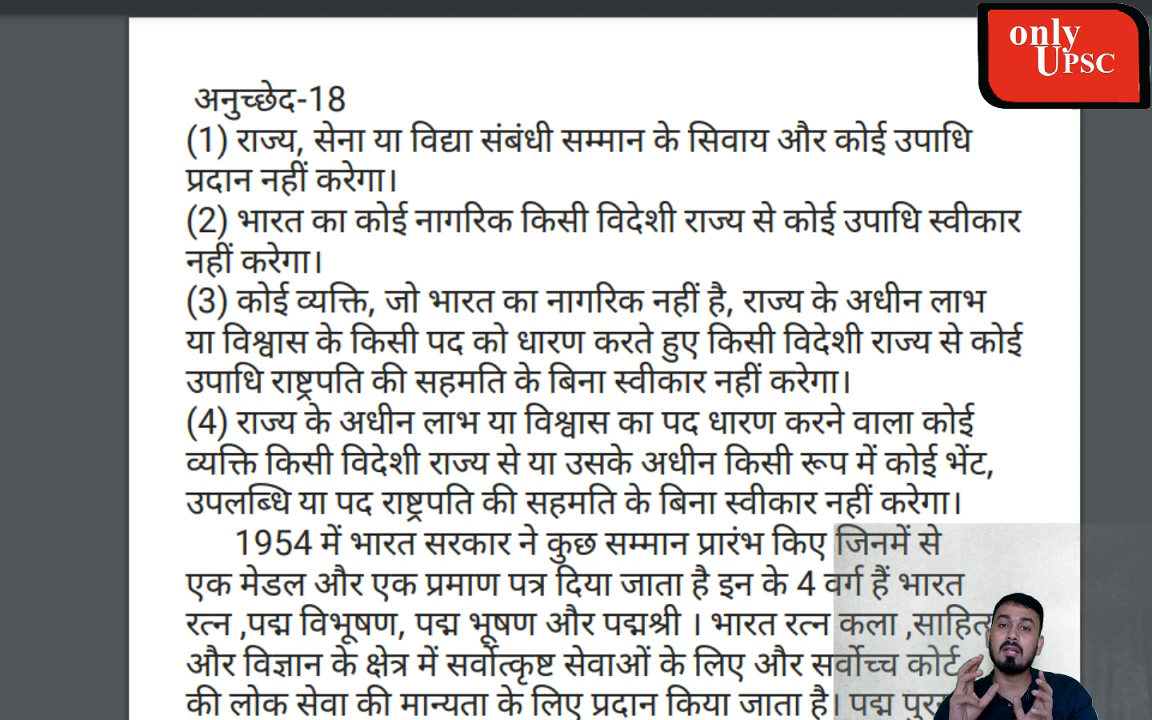 only
UPSC
अनुच्छेद-18
(1) राज्य, सेना या विद्या संबंधी सम्मान के सिवाय और कोई उपाधि
प्रदान नहीं करेगा।
(2) भारत का कोई नागरिक किसी विदेशी राज्य से कोई उपाधि स्वीकार
नहीं करेगा।
(3) कोई व्यक्ति, जो भारत का नागरिक नहीं है, राज्य के अधीन लाभ
या विश्वास के किसी पद को धारण करते हुए किसी विदेशी राज्य से कोई
उपाधि राष्ट्रपति की सहमति के बिना स्वीकार नहीं करेगा।
(4) राज्य के अधीन लाभ या विश्वास का पद धारण करने वाला कोई
व्यक्ति किसी विदेशी राज्य से या उसके अधीन किसी रूप में कोई भेंट,
उपलब्धि या पद राष्ट्रपति की सहमति के बिना स्वीकार नहीं करेगा।
1954 में भारत सरकार ने कुछ सम्मान प्रारंभ किए जिनमें से
एक मेडल और एक प्रमाण पत्र दिया जाता है इन के 4 वर्ग हैं भारत
रत्न ,पद्म विभूषण, पद्म भूषण और पद्मश्री । भारत रत्न कला
और विज्ञान के क्षेत्र में सर्वोत्कृष्ट सेवाओं के लिए और सर्वोच्च कोर्ट
की लोक सेवा की मान्यता के लिए प्रदान किया जाता है। पद्म